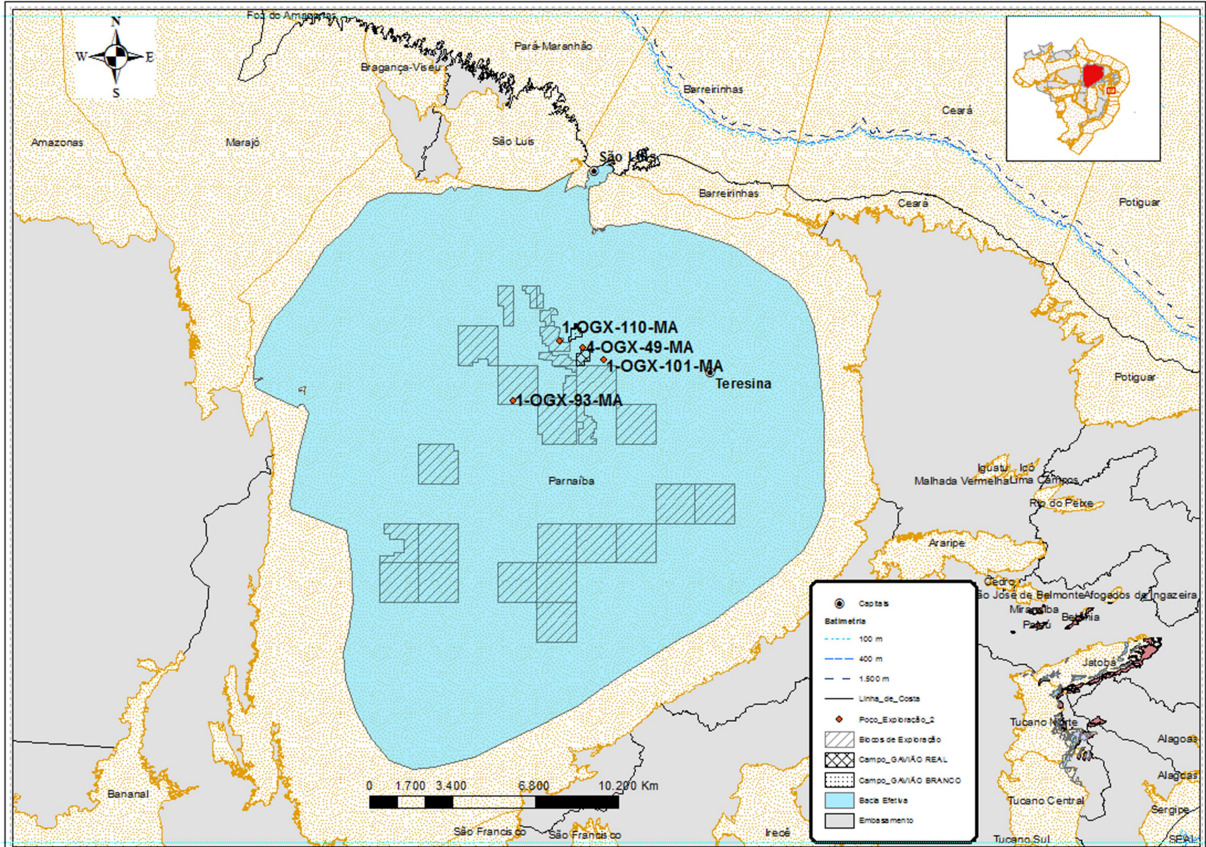 Foz do Amazonas
N
W
E
S
Pará-Maranhão
Bragança-Viseu
Barreirinhas
Ceará
Amazonas
Marajó
São Luis
São Luis
Barreirinhas
Ceará
Potiguar
1-OGX-110-MA
4-OGX-49-MA
1-OGX-101-MA
Teresina
Potiguar
1-OGX-93-MA
Parnaíba
Iguatu
Icó
Malhada Vermelha
Lima Campos
Rio do Peixe
Araripe
Cedro
São José de Belmonte
Afogados de Ingazeira
Mirandiba
Betânia
Jatobá
Tucano Norte
Alagoas
Alagoas
Tucano Central
Sergipe
Tucano Sul
SEAL
Bananal
São Francisco
São Francisco
Irecê
0 1.700 3.400 6.800 10.200 Km
Capitais
Batimetria
100 m
400 m
1.500 m
Linha_de_Costa
Poço_Exploração_2
Blocos de Exploração
Campo_GAVIÃO REAL
Campo_GAVIÃO BRANCO
Bacia Efetiva
Embasamento